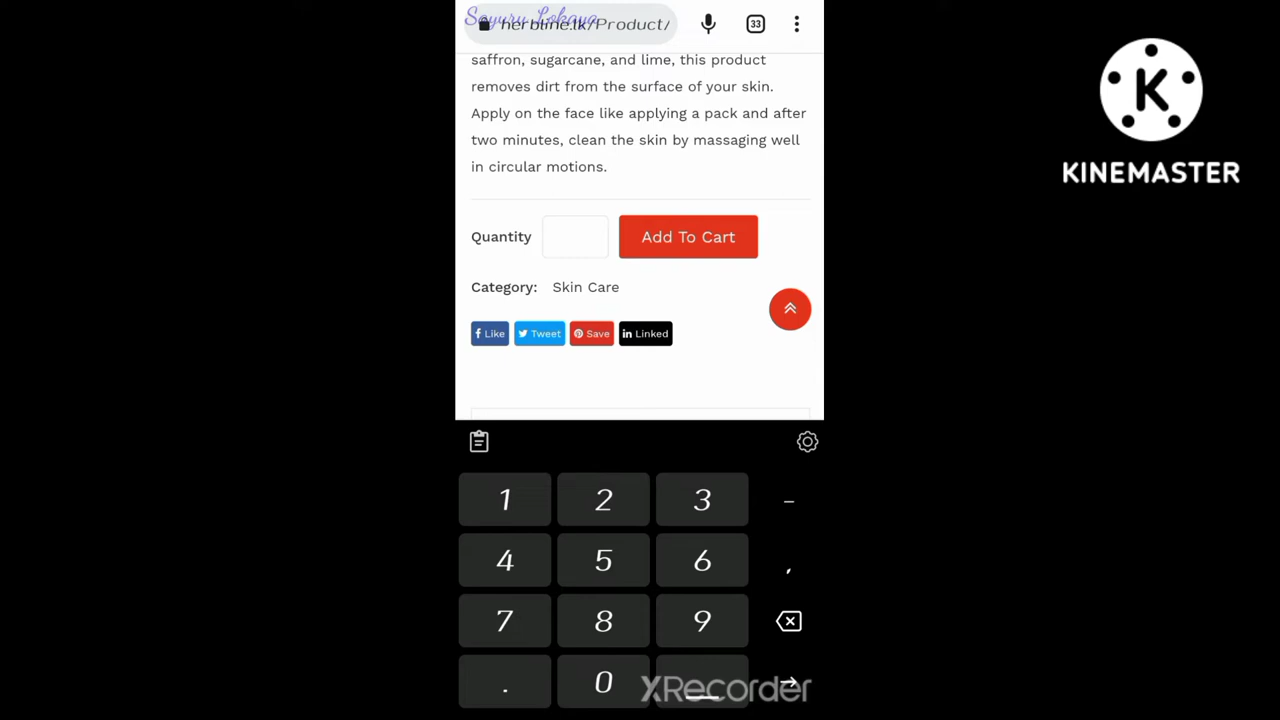 Sayuru Lokaya
herbline.lk/Product/
33
saffron, sugarcane, and lime, this product
removes dirt from the surface of your skin.
Apply on the face like applying a pack and after
two minutes, clean the skin by massaging well
in circular motions.
Quantity
Add To Cart
Category: Skin Care
f Like
Tweet
Save
in Linked
K
KINEMASTER
1 2 3 –
4 5 6 ,
7 8 9
. 0
XRecorder